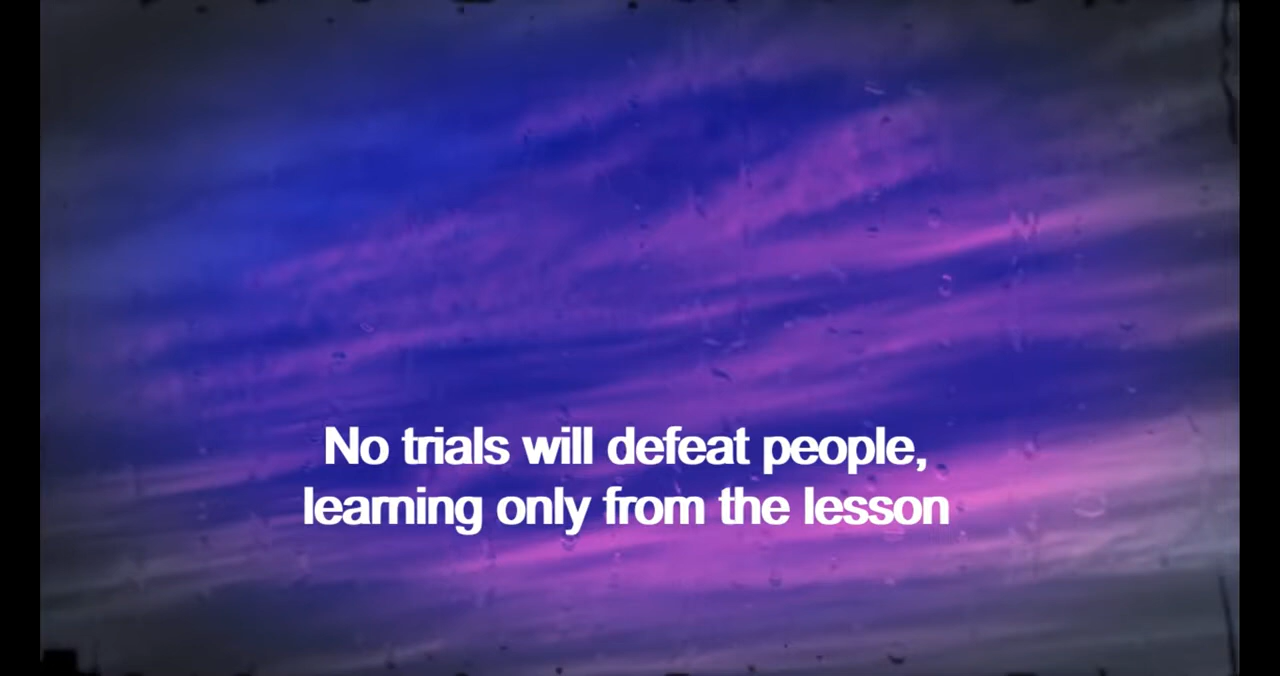 No trials will defeat people,
learning only from the lesson